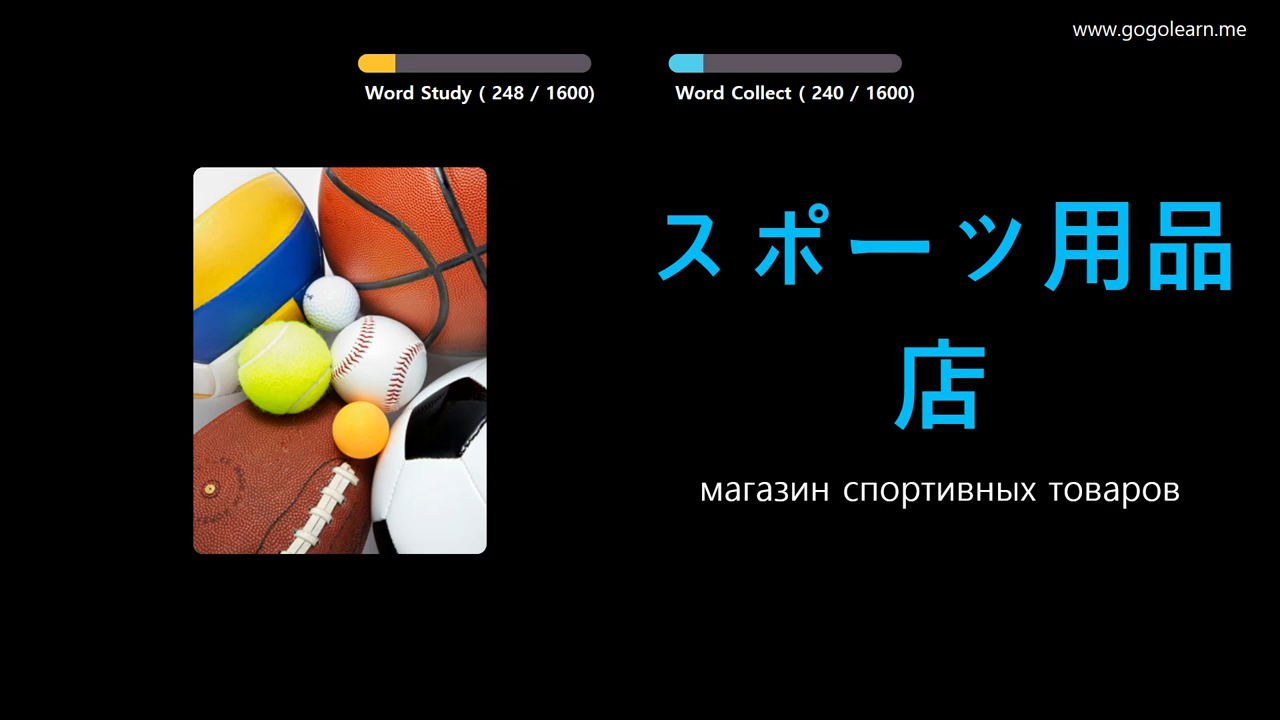 www.gogolearn.me
Word Study ( 248 / 1600)
Word Collect ( 240 / 1600)
スポーツ用品
店
магазин спортивных товаров